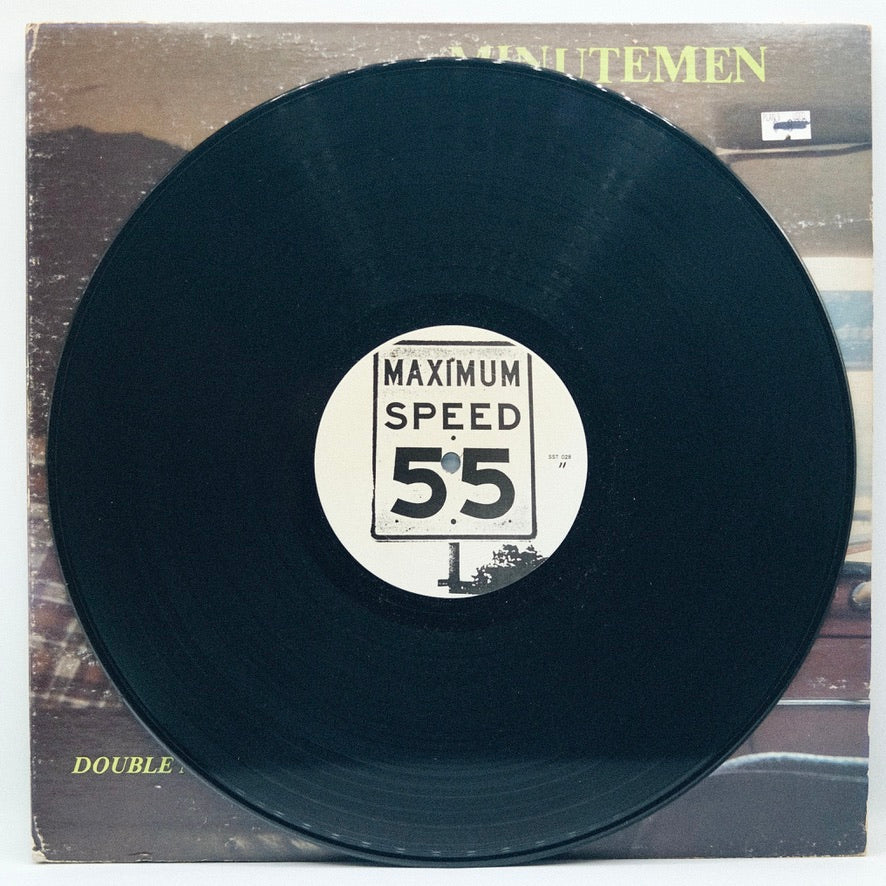 MINUTEMEN
MAXIMUM
SPEED
55
SST 028
DOUBLE